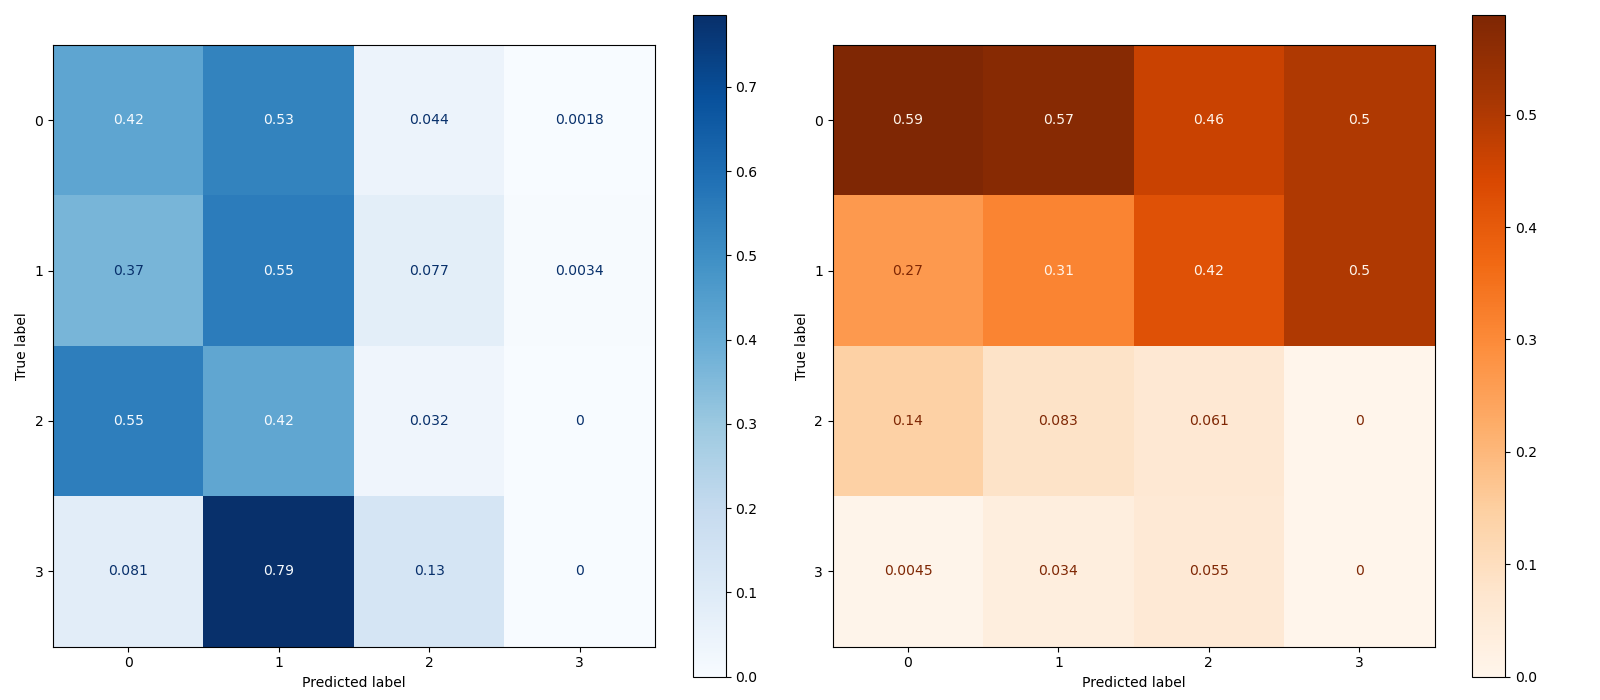 0.42 0.53 0.044 0.0018
0.37 0.55 0.077 0.0034
0.55 0.42 0.032 0
0.081 0.79 0.13 0
0
1
2
3
True label
0 1 2 3
Predicted label
0.7
0.6
0.5
0.4
0.3
0.2
0.1
0.0
0.59 0.57 0.46 0.5
0.27 0.31 0.42 0.5
0.14 0.083 0.061 0
0.0045 0.034 0.055 0
0
1
2
3
True label
0 1 2 3
Predicted label
0.5
0.4
0.3
0.2
0.1
0.0